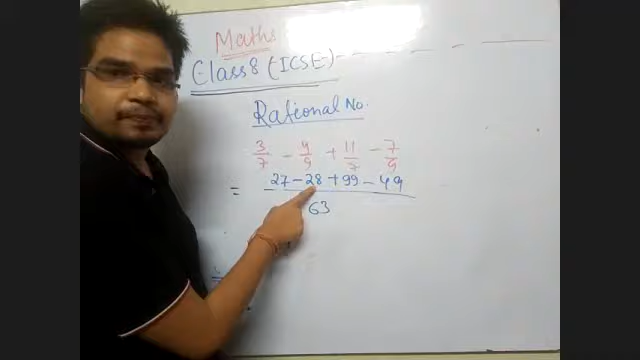 Maths
Class 8 (ICSE)
Rational No.
3/7 - 4/9 + 11/7 - 7/9
= 27 - 28 + 99 - 49
63